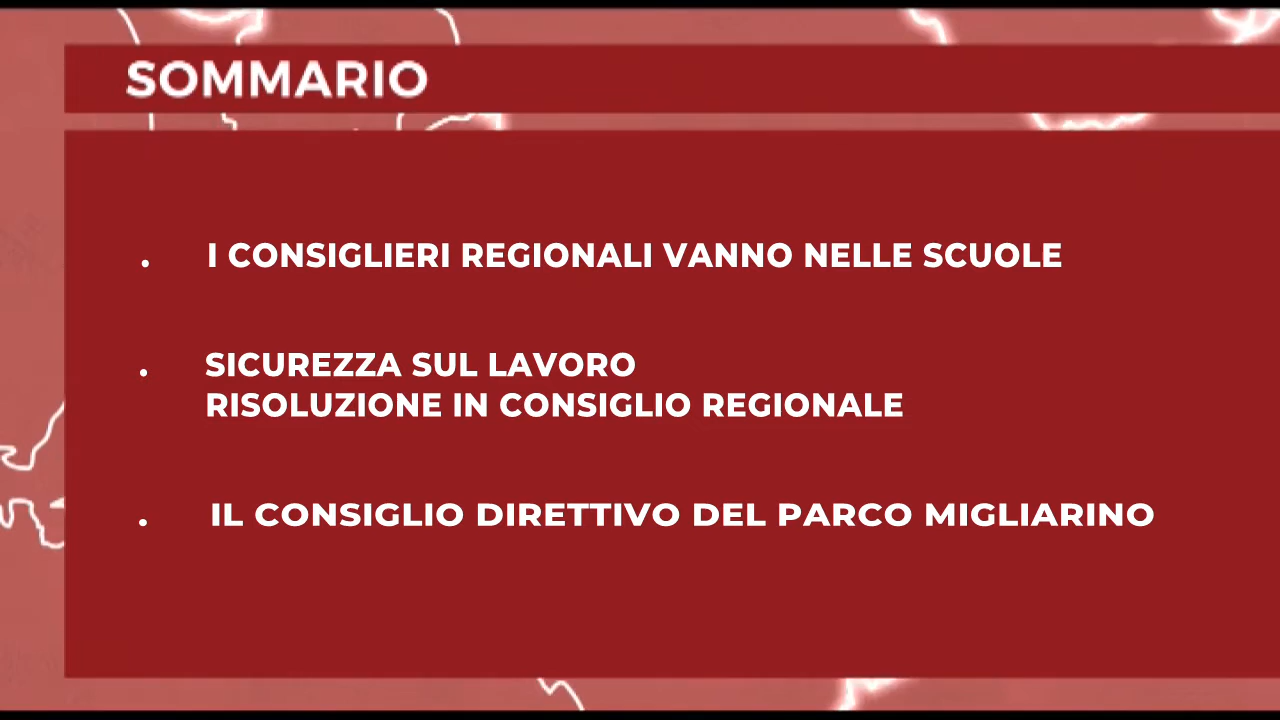 SOMMARIO
. I CONSIGLIERI REGIONALI VANNO NELLE SCUOLE
. SICUREZZA SUL LAVORO
RISOLUZIONE IN CONSIGLIO REGIONALE
. IL CONSIGLIO DIRETTIVO DEL PARCO MIGLIARINO